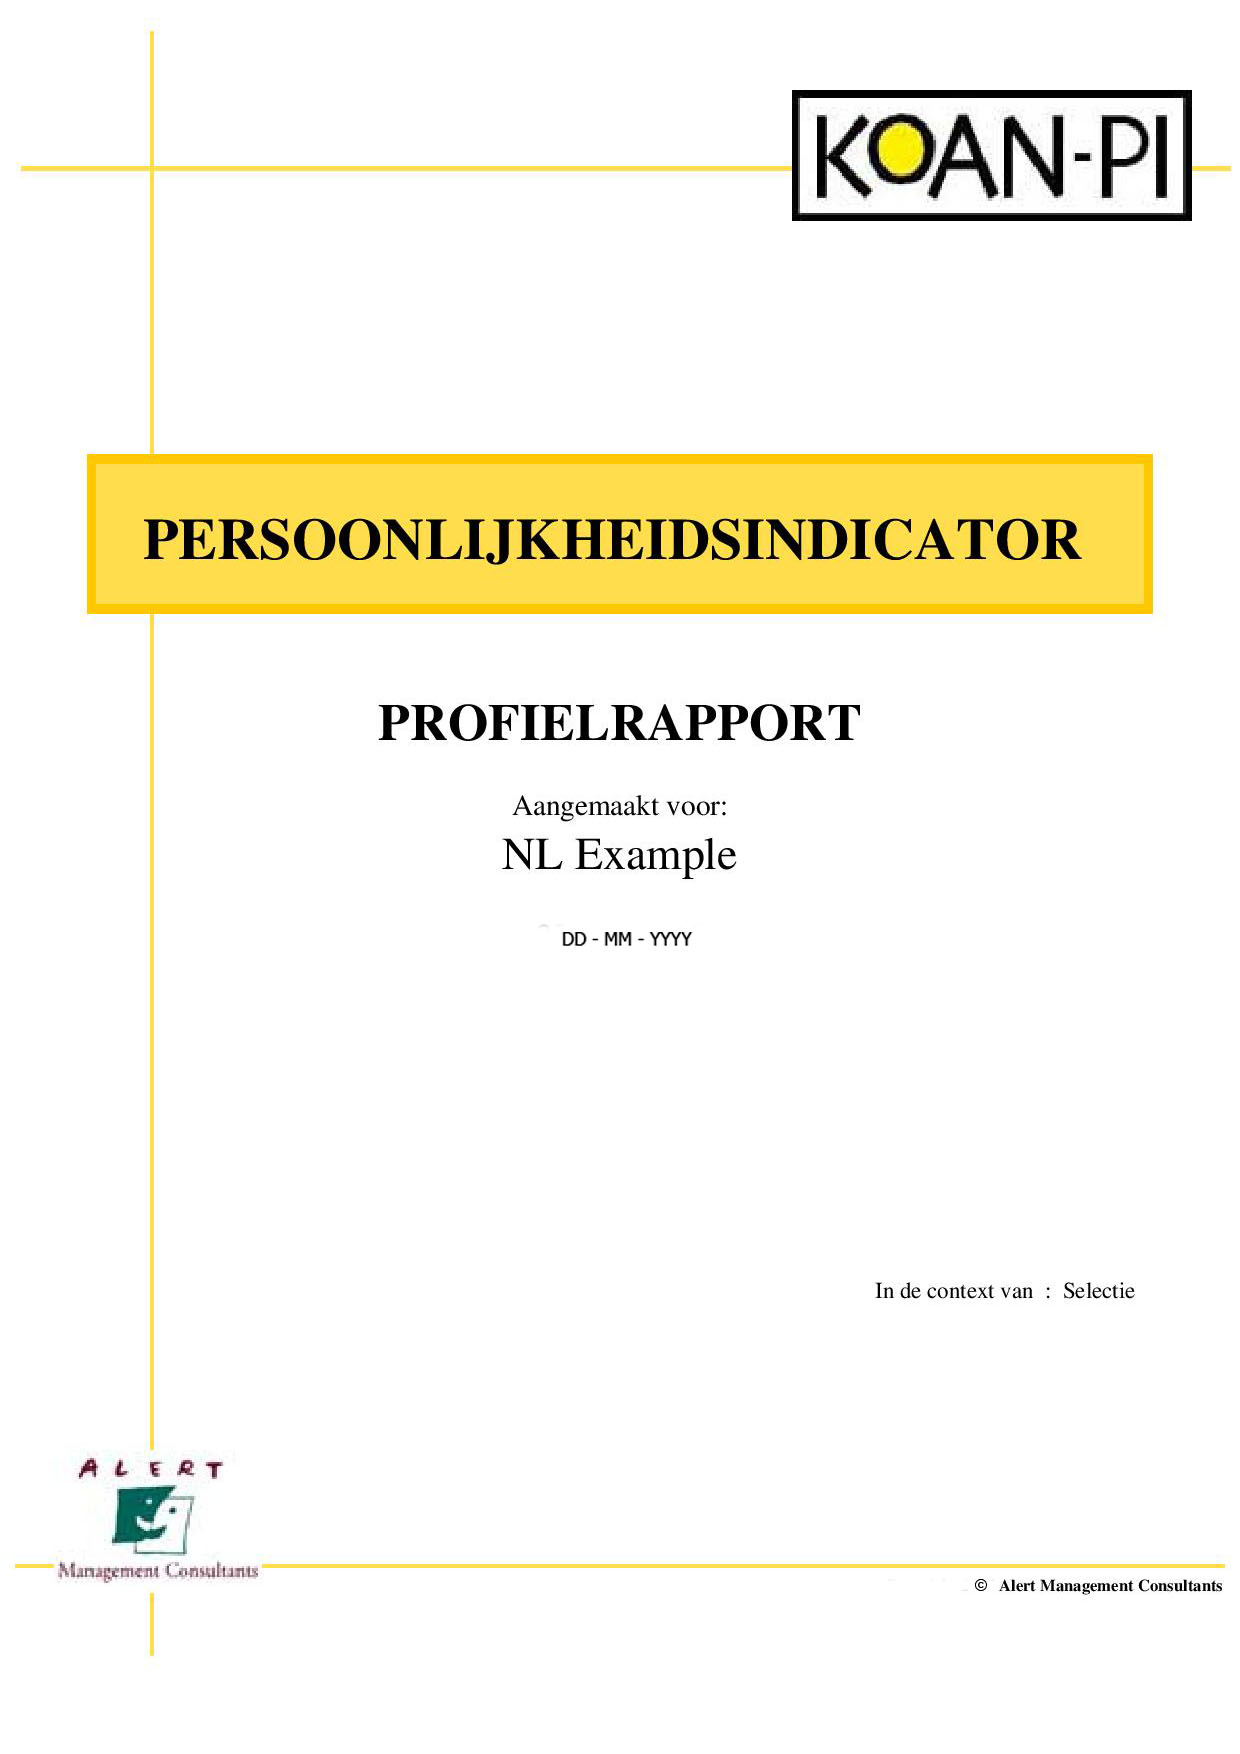 KOAN-PI
PERSOONLIJKHEIDSINDICATOR
PROFIELRAPPORT
Aangemaakt voor:
NL Example
DD - MM - YYYY
In de context van : Selectie
ALERT
Management Consultants
© Alert Management Consultants